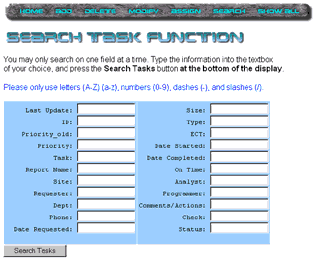 HOME ADD DELETE MODIFY ASSIGN SEARCH SHOW ALL
SEARCH TASK FUNCTION
You may only search on one field at a time. Type the information into the textbox
of your choice, and press the Search Tasks button at the bottom of the display.
Please only use letters (A-Z) (a-z), numbers (0-9), dashes (-), and slashes (/).
Last Update: Size:
ID: Type:
Priority_old: ECT:
Priority: Date Started:
Task: Date Completed:
Report Name: On Time:
Site: Analyst:
Requester: Programmer:
Dept: Comments/Actions:
Phone: Check:
Date Requested: Status:
Search Tasks